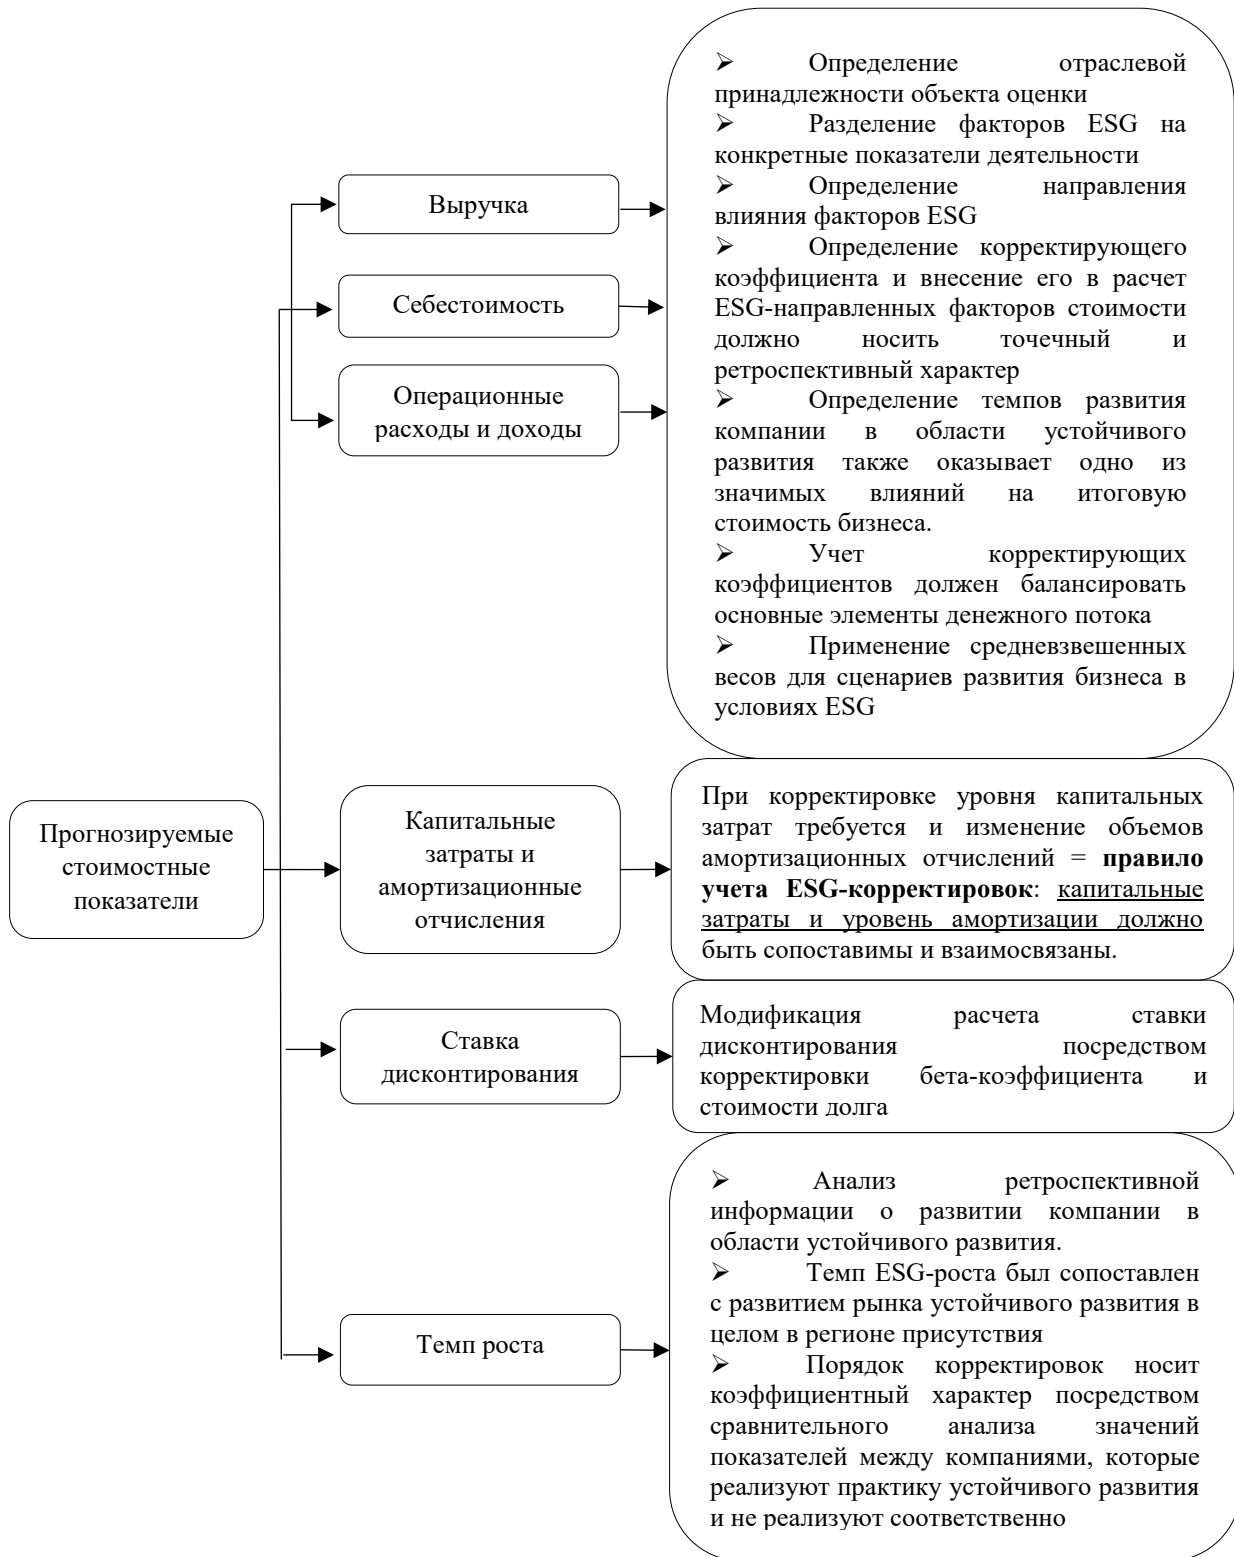 Прогнозируемые
стоимостные
показатели
Выручка
Себестоимость
Операционные
расходы и доходы
➢ Определение отраслевой
принадлежности объекта оценки
➢ Разделение факторов ESG на
конкретные показатели деятельности
➢ Определение направления
влияния факторов ESG
➢ Определение корректирующего
коэффициента и внесение его в расчет
ESG-направленных факторов стоимости
должно носить точечный и
ретроспективный характер
➢ Определение темпов развития
компании в области устойчивого
развития также оказывает одно из
значимых влияний на итоговую
стоимость бизнеса.
➢ Учет корректирующих
коэффициентов должен балансировать
основные элементы денежного потока
➢ Применение средневзвешенных
весов для сценариев развития бизнеса в
условиях ESG
Капитальные
затраты и
амортизационные
отчисления
При корректировке уровня капитальных
затрат требуется и изменение объемов
амортизационных отчислений = правило
учета ESG-корректировок: капитальные
затраты и уровень амортизации должно
быть сопоставимы и взаимосвязаны.
Ставка
дисконтирования
Модификация расчета ставки
дисконтирования посредством
корректировки бета-коэффициента и
стоимости долга
Темп роста
➢ Анализ ретроспективной
информации о развитии компании в
области устойчивого развития.
➢ Темп ESG-роста был сопоставлен
с развитием рынка устойчивого развития в
целом в регионе присутствия
➢ Порядок корректировок носит
коэффициентный характер посредством
сравнительного анализа значений
показателей между компаниями, которые
реализуют практику устойчивого развития
и не реализуют соответственно